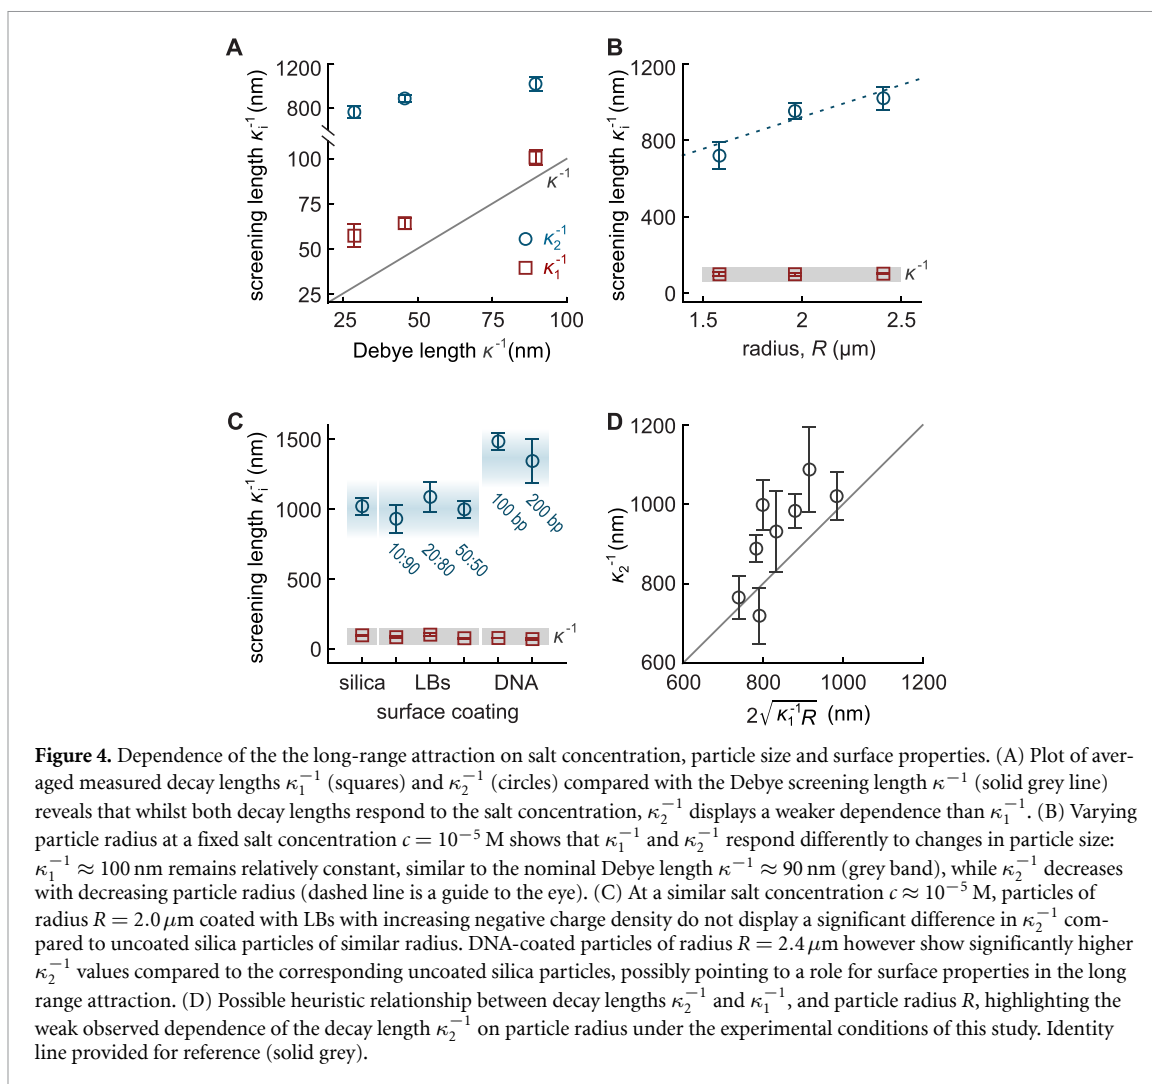 A
screening length κᵢ⁻¹ (nm)
1200
800
100
75
50
25
κ⁻¹
κ₂⁻¹
κ₁⁻¹
25 50 75 100
Debye length κ⁻¹(nm)
B
screening length κᵢ⁻¹ (nm)
1200
800
400
0
κ⁻¹
1.5 2 2.5
radius, R (µm)
C
screening length κᵢ⁻¹ (nm)
1500
1000
500
0
10:90 20:80 50:50 100 bp 200 bp
κ⁻¹
silica LBs DNA
surface coating
D
κ₂⁻¹ (nm)
1200
1000
800
600
600 800 1000 1200
2√κ₁⁻¹R (nm)
Figure 4. Dependence of the the long-range attraction on salt concentration, particle size and surface properties. (A) Plot of aver-
aged measured decay lengths κ₁⁻¹ (squares) and κ₂⁻¹ (circles) compared with the Debye screening length κ⁻¹ (solid grey line)
reveals that whilst both decay lengths respond to the salt concentration, κ₂⁻¹ displays a weaker dependence than κ₁⁻¹. (B) Varying
particle radius at a fixed salt concentration c = 10⁻⁵ M shows that κ₁⁻¹ and κ₂⁻¹ respond differently to changes in particle size:
κ₁⁻¹ ≈ 100 nm remains relatively constant, similar to the nominal Debye length κ⁻¹ ≈ 90 nm (grey band), while κ₂⁻¹ decreases
with decreasing particle radius (dashed line is a guide to the eye). (C) At a similar salt concentration c ≈ 10⁻⁵ M, particles of
radius R = 2.0 µm coated with LBs with increasing negative charge density do not display a significant difference in κ₂⁻¹ com-
pared to uncoated silica particles of similar radius. DNA-coated particles of radius R = 2.4 µm however show significantly higher
κ₂⁻¹ values compared to the corresponding uncoated silica particles, possibly pointing to a role for surface properties in the long
range attraction. (D) Possible heuristic relationship between decay lengths κ₂⁻¹ and κ₁⁻¹, and particle radius R, highlighting the
weak observed dependence of the decay length κ₂⁻¹ on particle radius under the experimental conditions of this study. Identity
line provided for reference (solid grey).